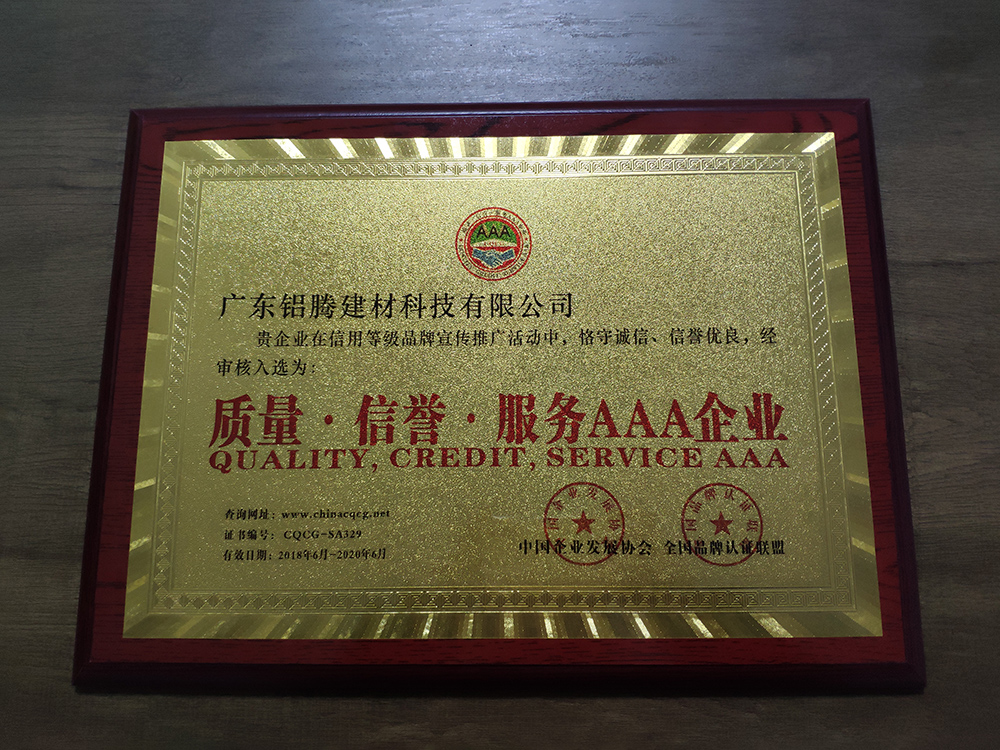 AAA
广东铝腾建材科技有限公司
贵企业在信用等级品牌宣传推广活动中，恪守诚信、信誉优良，经
审核入选为：
质量·信誉·服务AAA企业
QUALITY, CREDIT, SERVICE AAA
查询网址：www.chinacqcg.net
证书编号：CQCG-SA329
有效日期：2018年6月-2020年6月
中国企业发展协会 全国品牌认证联盟